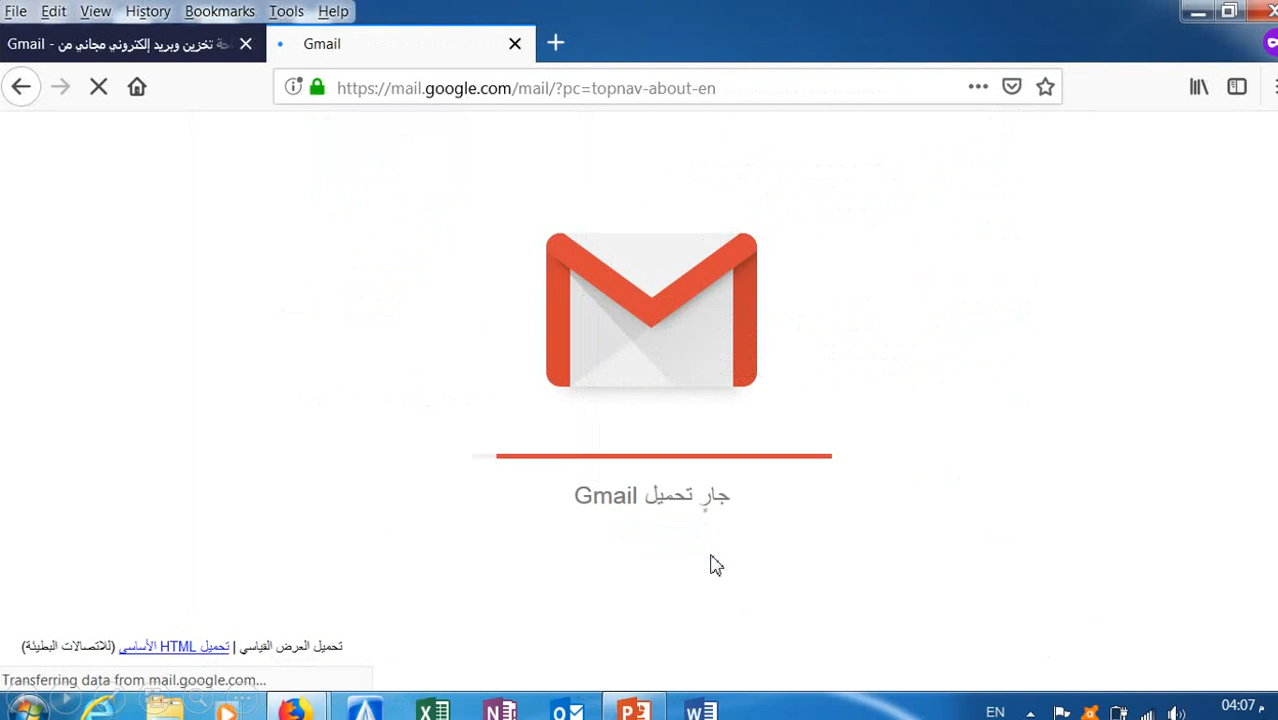 File Edit View History Bookmarks Tools Help
Gmail - حة تخزين وبريد إلكتروني مجاني من
Gmail
https://mail.google.com/mail/?pc=topnav-about-en
جارٍ تحميل Gmail
تحميل العرض القياسي | تحميل HTML الأساسي (للاتصالات البطيئة)
Transferring data from mail.google.com...
EN
04:07 م